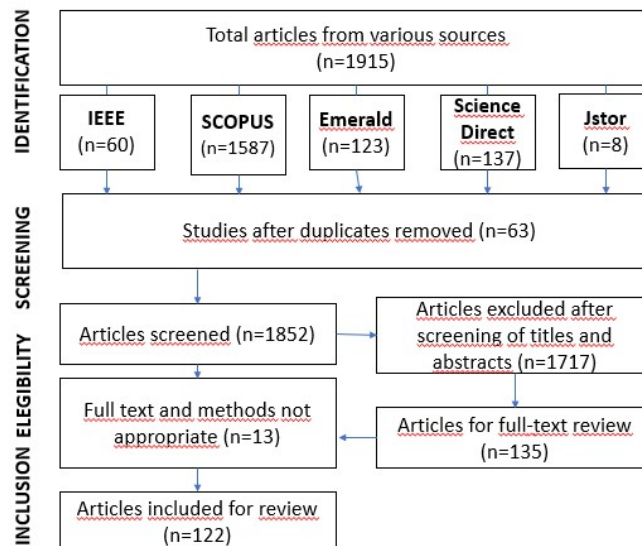 IDENTIFICATION
Total articles from various sources
(n=1915)
IEEE
(n=60)
SCOPUS
(n=1587)
Emerald
(n=123)
Science
Direct
(n=137)
Jstor
(n=8)
SCREENING
Studies after duplicates removed (n=63)
Articles screened (n=1852)
Articles excluded after
screening of titles and
abstracts (n=1717)
INCLUSION ELEGIBILITY
Full text and methods not
appropriate (n=13)
Articles for full-text review
(n=135)
Articles included for review
(n=122)